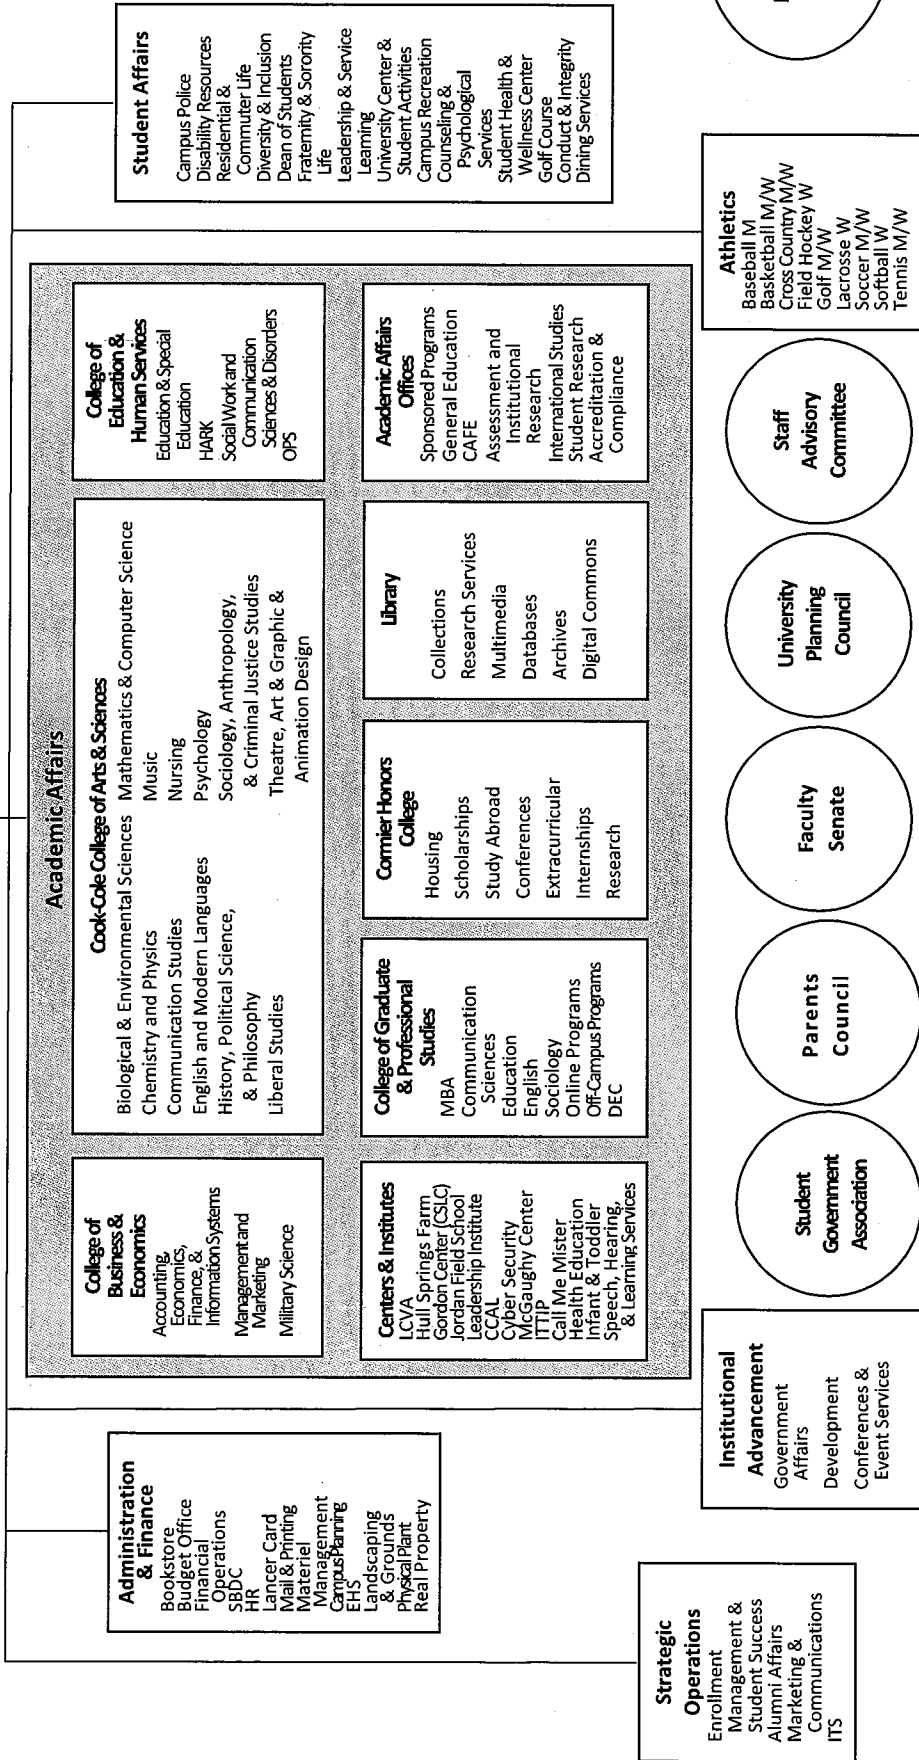 Student Affairs
Campus Police
Disability Resources
Residential &
Commuter Life
Diversity & Inclusion
Dean of Students
Fraternity & Sorority
Life
Leadership & Service
Learning
University Center &
Student Activities
Campus Recreation
Counseling &
Psychological
Services
Student Health &
Wellness Center
Golf Course
Conduct & Integrity
Dining Services
Athletics
Baseball M
Basketball M/W
Cross Country M/W
Field Hockey W
Golf M/W
Lacrosse W
Soccer M/W
Softball W
Tennis M/W
Academic Affairs
College of
Business &
Economics
Accounting,
Economics,
Finance, &
Information Systems
Management and
Marketing
Military Science
Cook-Cole College of Arts & Sciences
Biological & Environmental Sciences
Chemistry and Physics
Communication Studies
English and Modern Languages
History, Political Science,
& Philosophy
Liberal Studies
Mathematics & Computer Science
Music
Nursing
Psychology
Sociology, Anthropology,
& Criminal Justice Studies
Theatre, Art & Graphic &
Animation Design
College of
Education &
Human Services
Education & Special
Education
HARK
Social Work and
Communication
Sciences & Disorders
OPS
Centers & Institutes
LCVA
Hull Springs Farm
Gordon Center (CSLC)
Jordan Field School
Leadership Institute
CCAL
Cyber Security
McGaughy Center
ITTIP
Call Me Mister
Health Education
Infant & Toddler
Speech, Hearing,
& Learning Services
College of Graduate
& Professional
Studies
MBA
Communication
Sciences
Education
English
Sociology
Online Programs
Off-Campus Programs
DEC
Cormier Honors
College
Housing
Scholarships
Study Abroad
Conferences
Extracurricular
Internships
Research
Library
Collections
Research Services
Multimedia
Databases
Archives
Digital Commons
Academic Affairs
Offices
Sponsored Programs
General Education
CAFE
Assessment and
Institutional
Research
International Studies
Student Research
Accreditation &
Compliance
Administration
& Finance
Bookstore
Budget Office
Financial
Operations
SBDC
HR
Lancer Card
Mail & Printing
Materiel
Management
Campus Planning
EHS
Landscaping
& Grounds
Physical Plant
Real Property
Strategic
Operations
Enrollment
Management &
Student Success
Alumni Affairs
Marketing &
Communications
ITS
Institutional
Advancement
Government
Affairs
Development
Conferences &
Event Services
Student
Government
Association
Parents
Council
Faculty
Senate
University
Planning
Council
Staff
Advisory
Committee